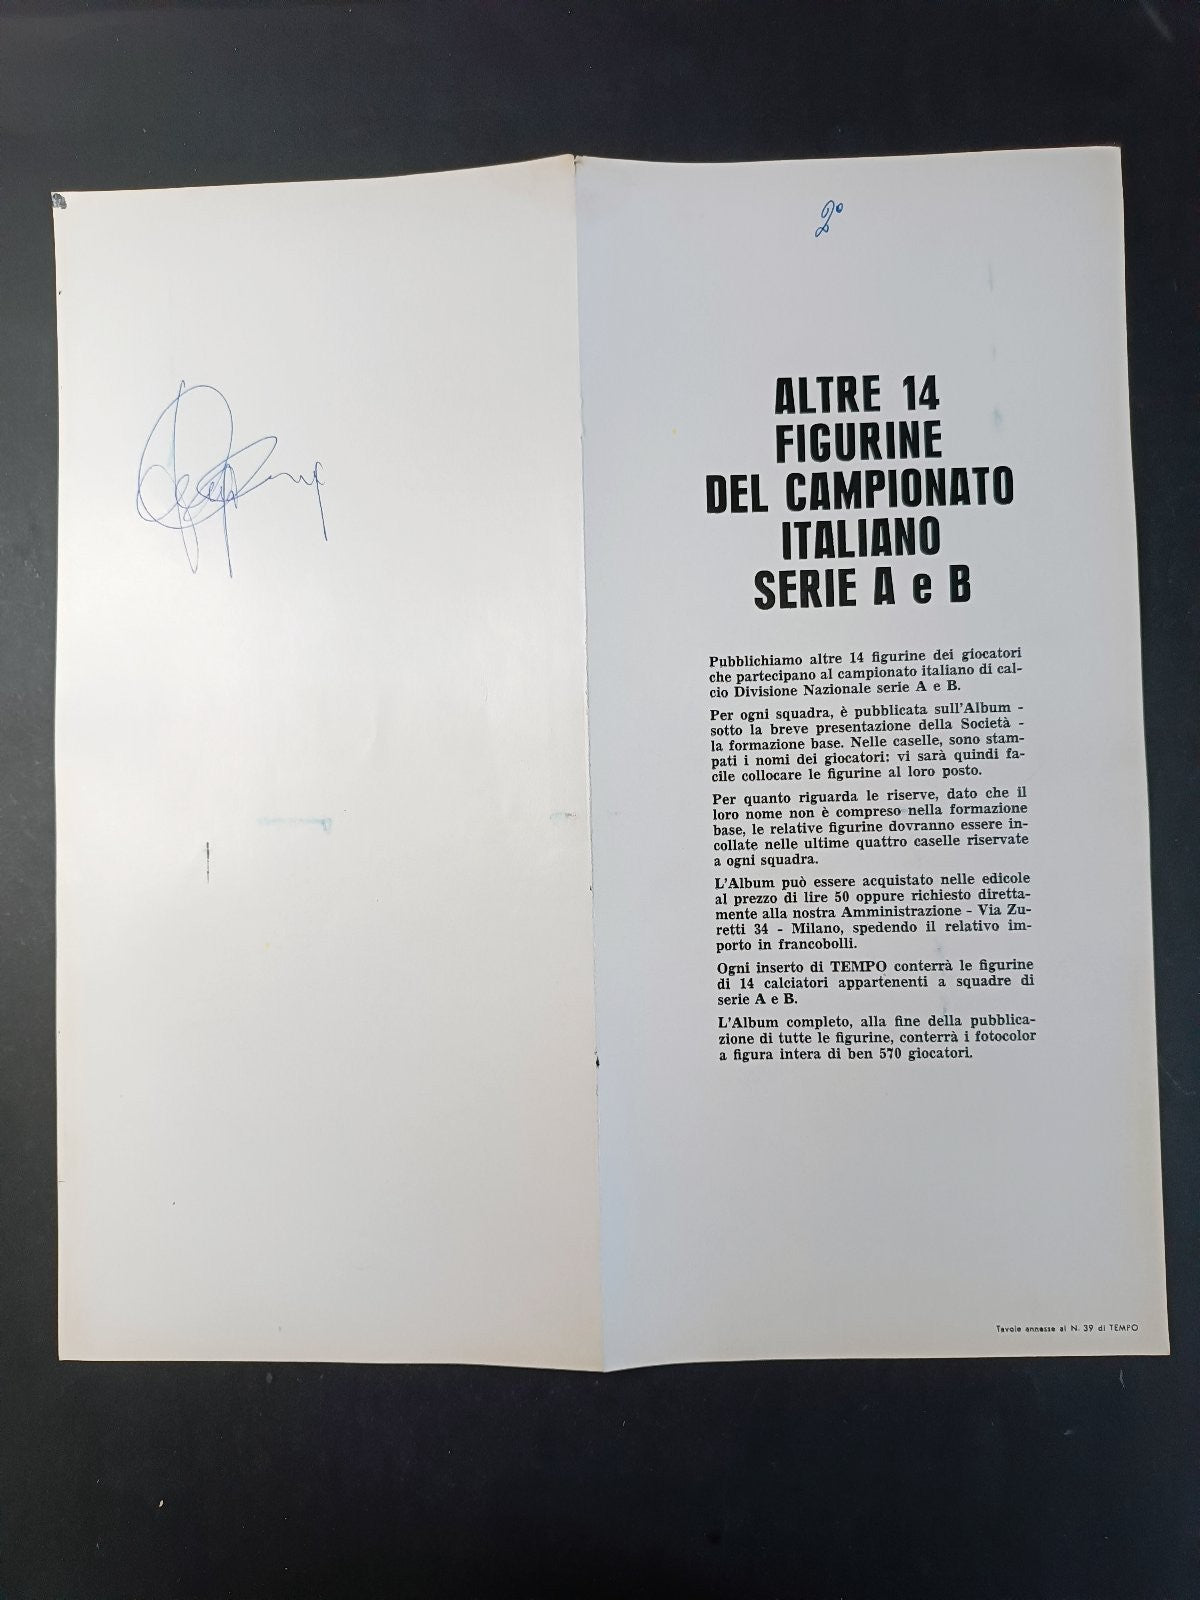 2°
ALTRE 14
FIGURINE
DEL CAMPIONATO
ITALIANO
SERIE A e B
Pubblichiamo altre 14 figurine dei giocatori
che partecipano al campionato italiano di cal-
cio Divisione Nazionale serie A e B.
Per ogni squadra, è pubblicata sull'Album -
sotto la breve presentazione della Società -
la formazione base. Nelle caselle, sono stam-
pati i nomi dei giocatori: vi sarà quindi fa-
cile collocare le figurine al loro posto.
Per quanto riguarda le riserve, dato che il
loro nome non è compreso nella formazione
base, le relative figurine dovranno essere in-
collate nelle ultime quattro caselle riservate
a ogni squadra.
L'Album può essere acquistato nelle edicole
al prezzo di lire 50 oppure richiesto diretta-
mente alla nostra Amministrazione - Via Zu-
retti 34 - Milano, spedendo il relativo im-
porto in francobolli.
Ogni inserto di TEMPO conterrà le figurine
di 14 calciatori appartenenti a squadre di
serie A e B.
L'Album completo, alla fine della pubblica-
zione di tutte le figurine, conterrà i fotocolor
a figura intera di ben 570 giocatori.
Tavole annesse al N. 39 di TEMPO